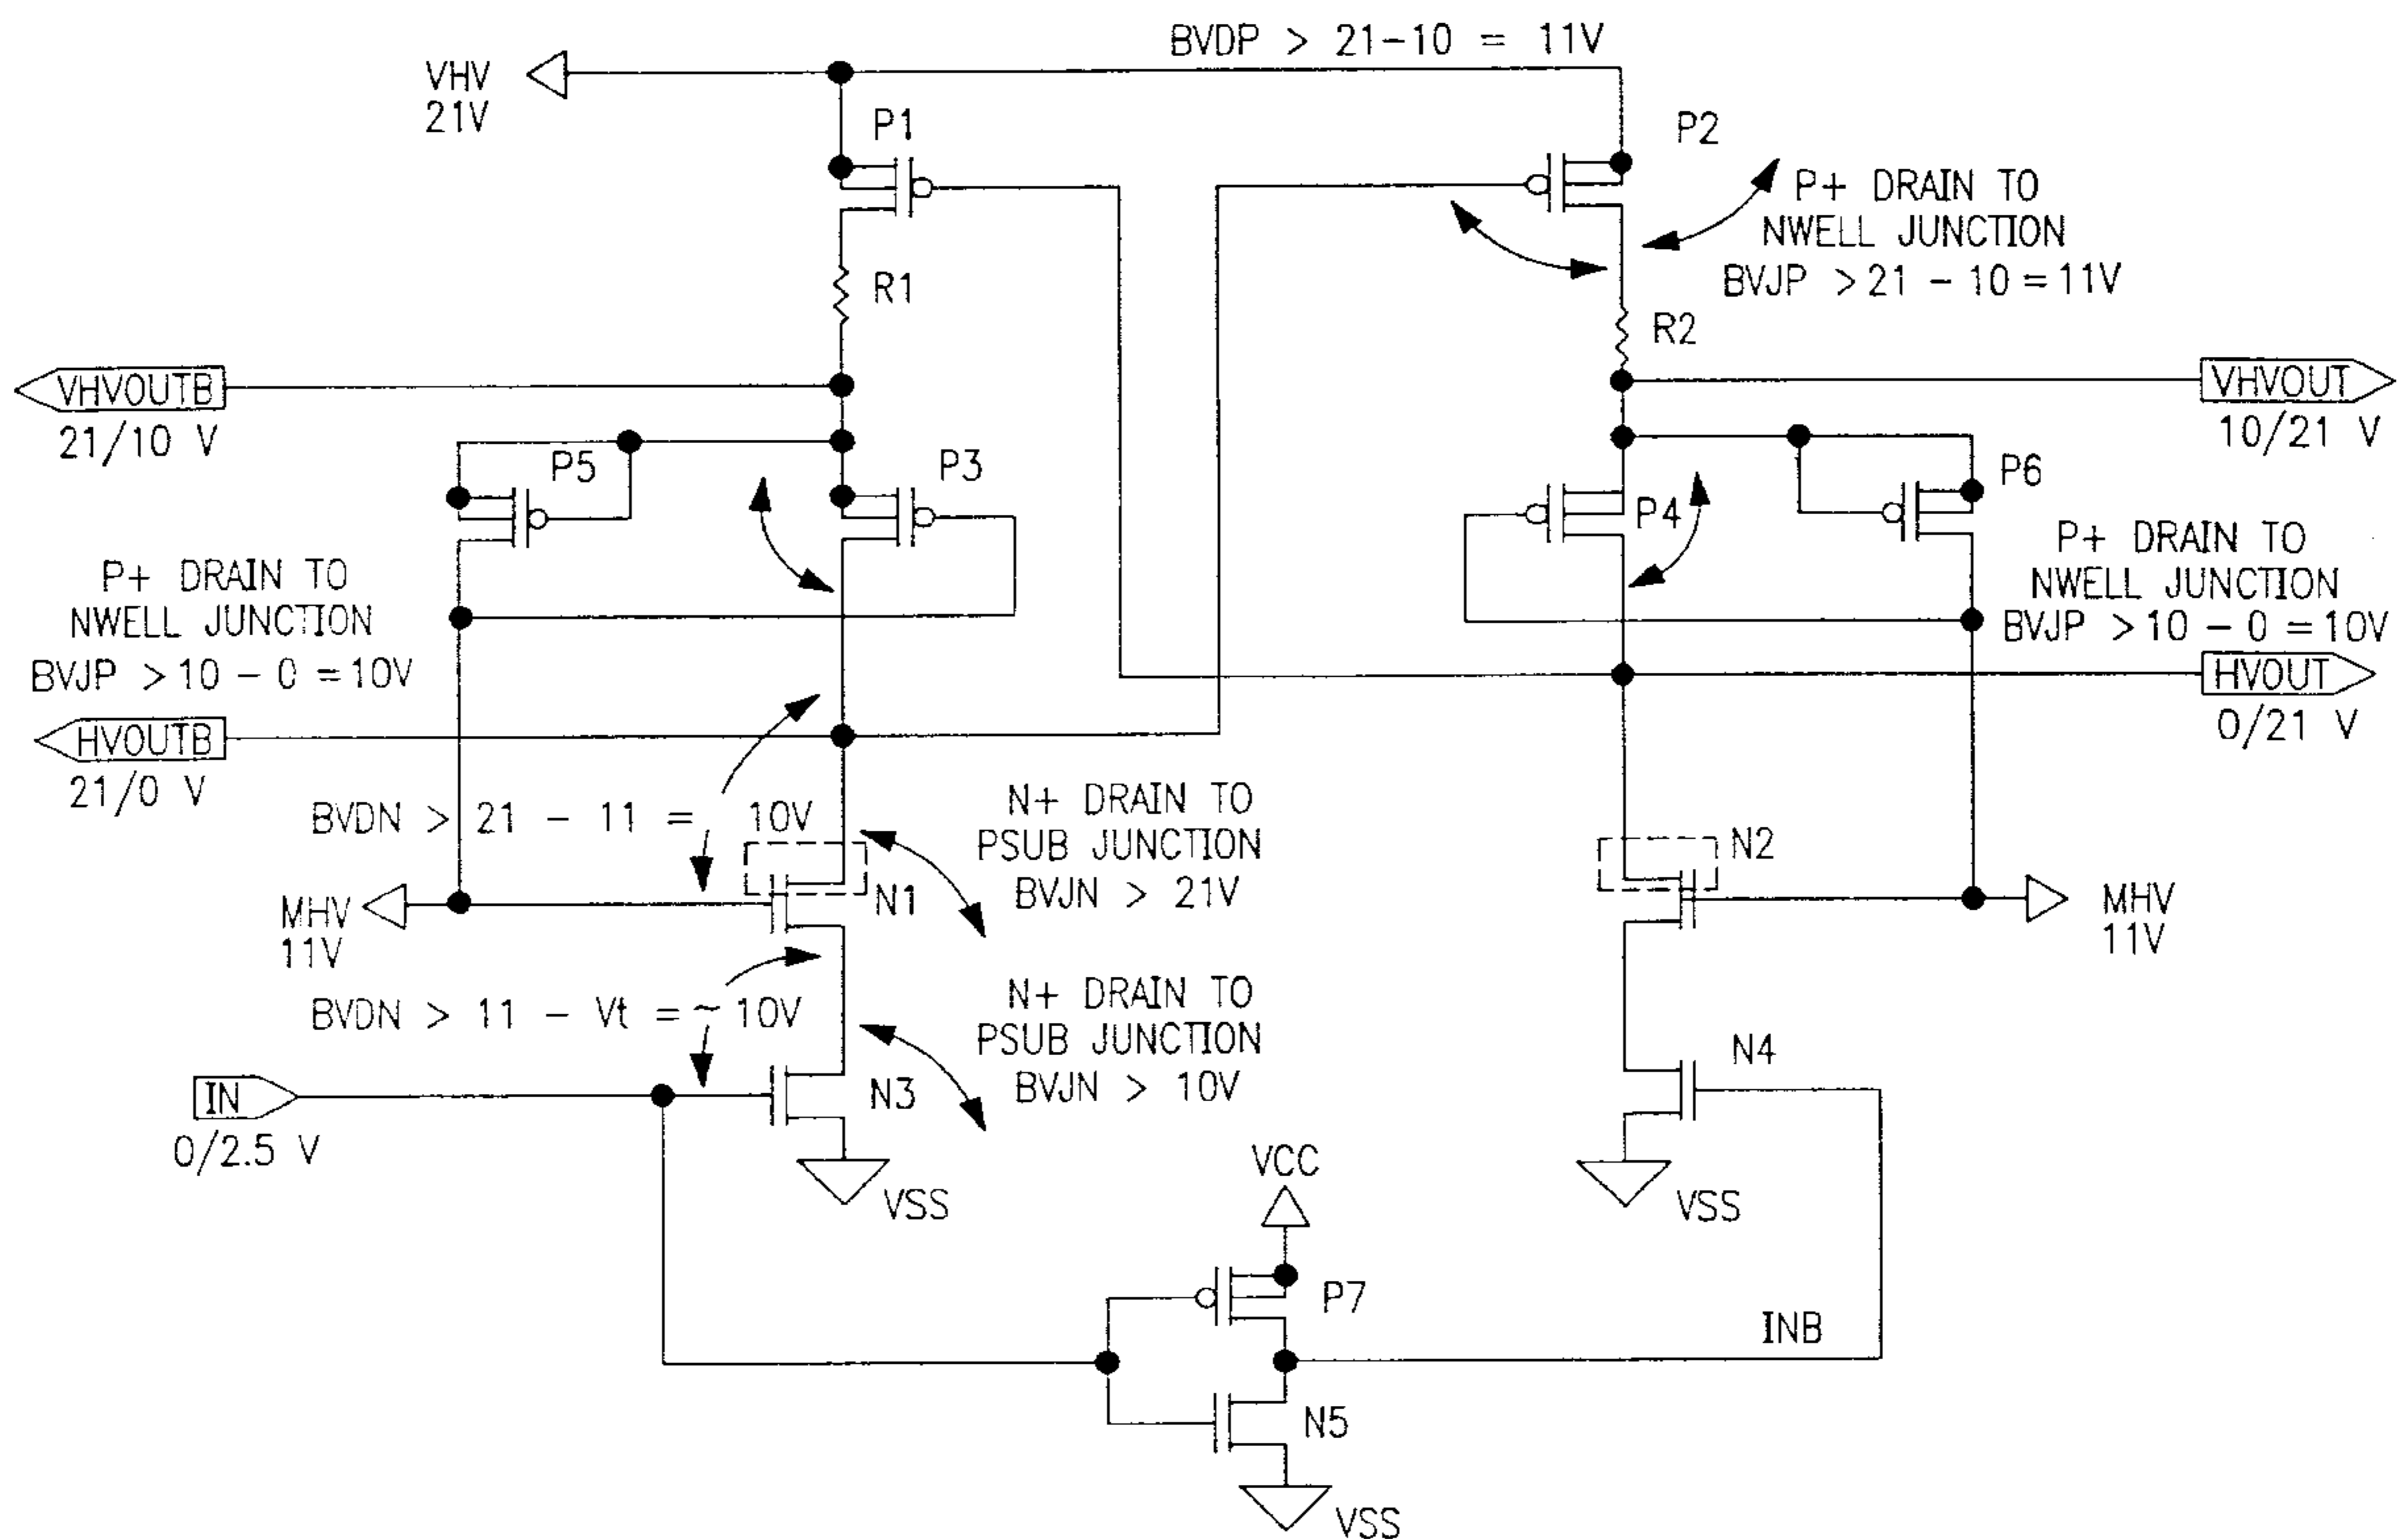 BVDP > 21-10 = 11V
VHV
21V
P1
P2
P+ DRAIN TO
NWELL JUNCTION
BVJP > 21 - 10 = 11V
R1
R2
VHVOUTB
21/10 V
VHVOUT
10/21 V
P5
P3
P4
P6
P+ DRAIN TO
NWELL JUNCTION
BVJP > 10 - 0 = 10V
P+ DRAIN TO
NWELL JUNCTION
BVJP > 10 - 0 = 10V
HVOUT
0/21 V
HVOUTB
21/0 V
BVDN > 21 - 11 = 10V
N+ DRAIN TO
PSUB JUNCTION
BVJN > 21V
N1
N2
MHV
11V
MHV
11V
BVDN > 11 - Vt = ~ 10V
N+ DRAIN TO
PSUB JUNCTION
BVJN > 10V
N3
N4
IN
0/2.5 V
VSS
VCC
VSS
P7
INB
N5
VSS